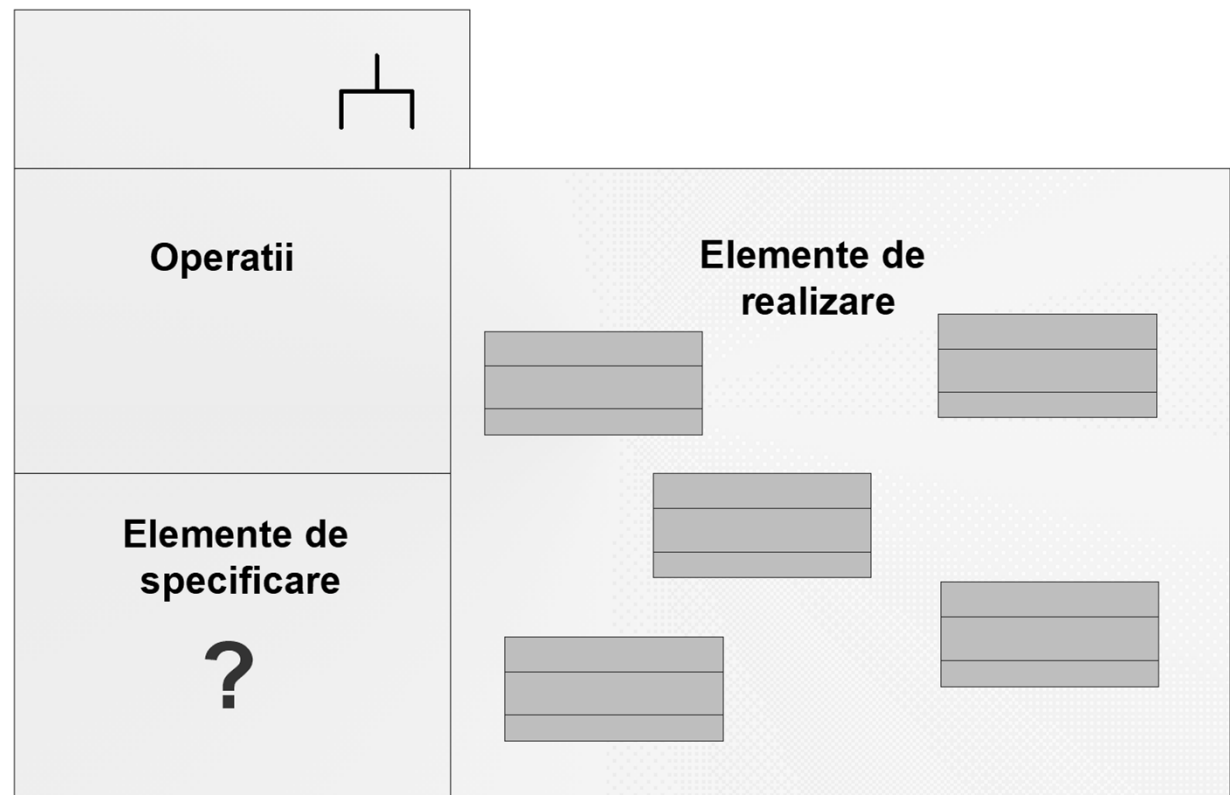 Operatii
Elemente de
realizare
Elemente de
specificare
?